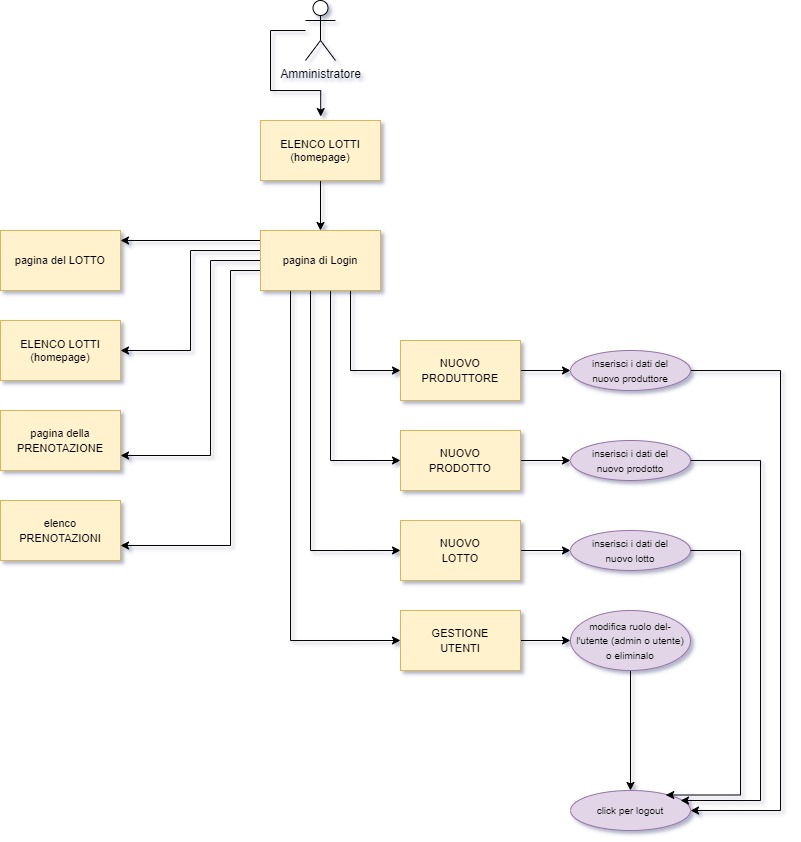 Amministratore
ELENCO LOTTI
(homepage)
pagina di Login
pagina del LOTTO
ELENCO LOTTI
(homepage)
pagina della
PRENOTAZIONE
elenco
PRENOTAZIONI
NUOVO
PRODUTTORE
inserisci i dati del
nuovo produttore
NUOVO
PRODOTTO
inserisci i dati del
nuovo prodotto
NUOVO
LOTTO
inserisci i dati del
nuovo lotto
GESTIONE
UTENTI
modifica ruolo del-
l'utente (admin o utente)
o eliminalo
click per logout